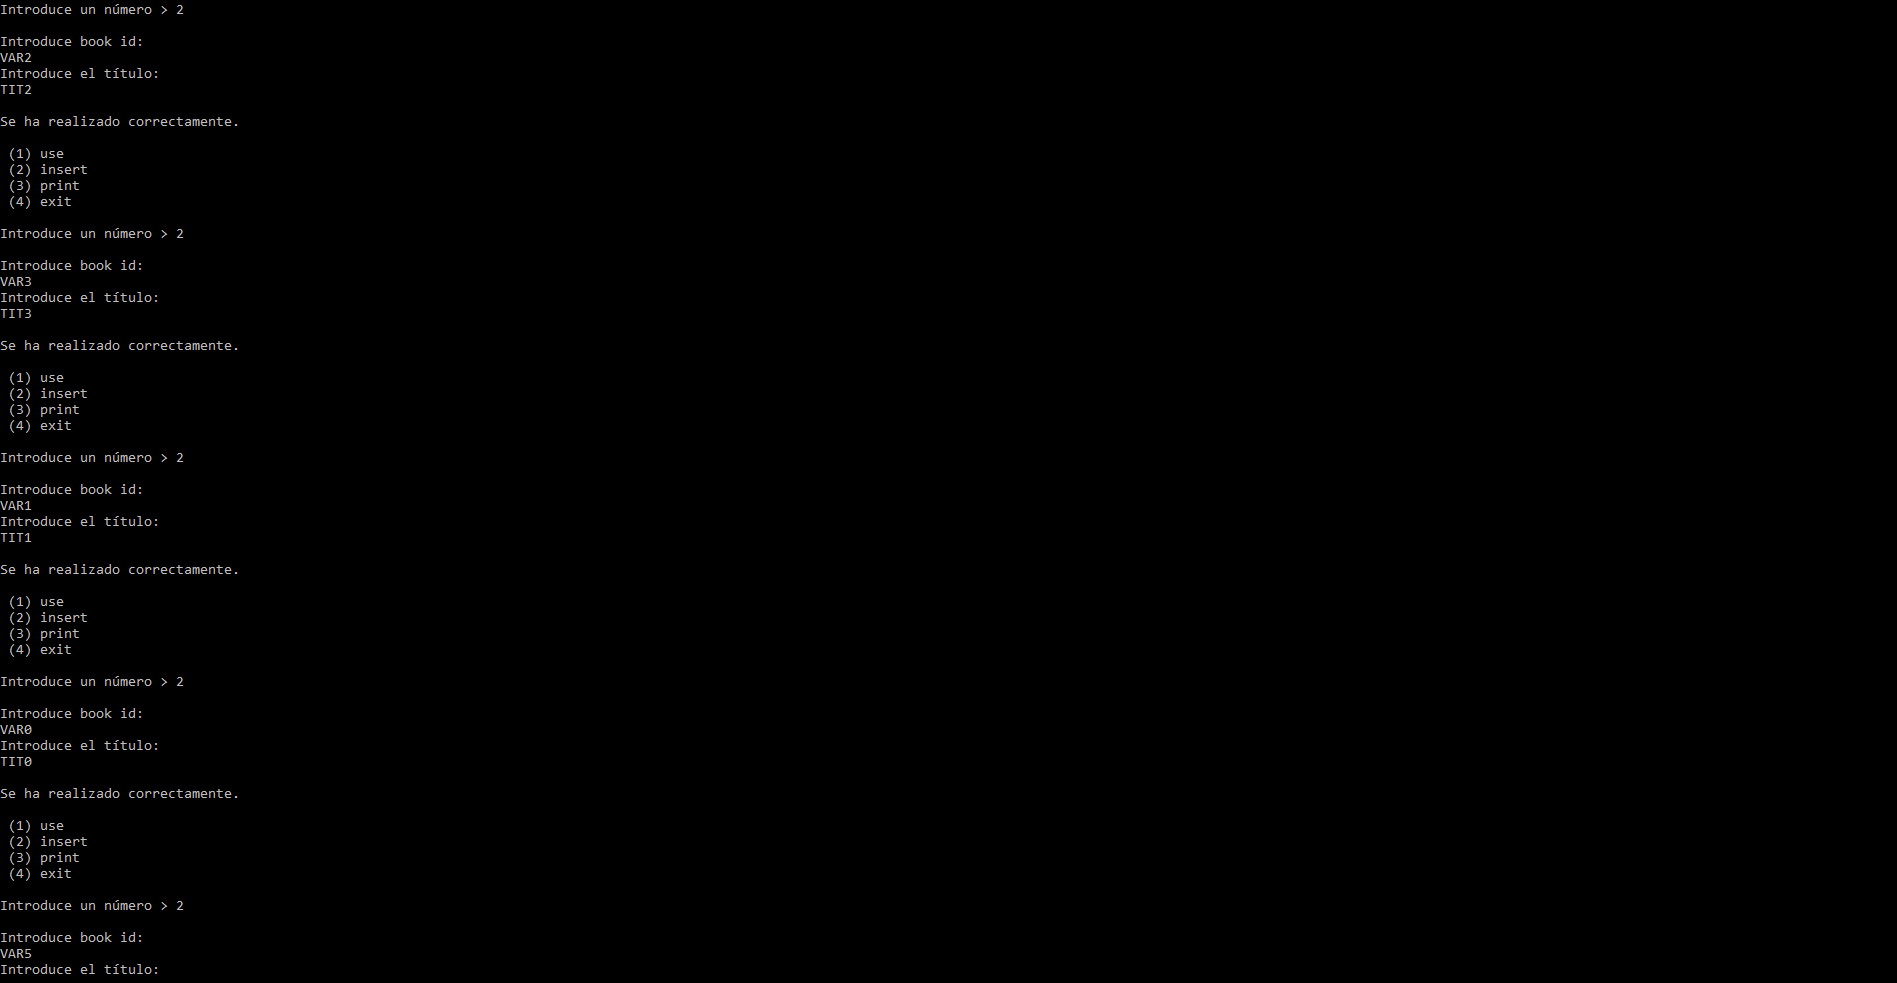 Introduce un número > 2
Introduce book id:
VAR2
Introduce el título:
TIT2
Se ha realizado correctamente.
(1) use
(2) insert
(3) print
(4) exit
Introduce un número > 2
Introduce book id:
VAR3
Introduce el título:
TIT3
Se ha realizado correctamente.
(1) use
(2) insert
(3) print
(4) exit
Introduce un número > 2
Introduce book id:
VAR1
Introduce el título:
TIT1
Se ha realizado correctamente.
(1) use
(2) insert
(3) print
(4) exit
Introduce un número > 2
Introduce book id:
VAR0
Introduce el título:
TIT0
Se ha realizado correctamente.
(1) use
(2) insert
(3) print
(4) exit
Introduce un número > 2
Introduce book id:
VAR5
Introduce el título: